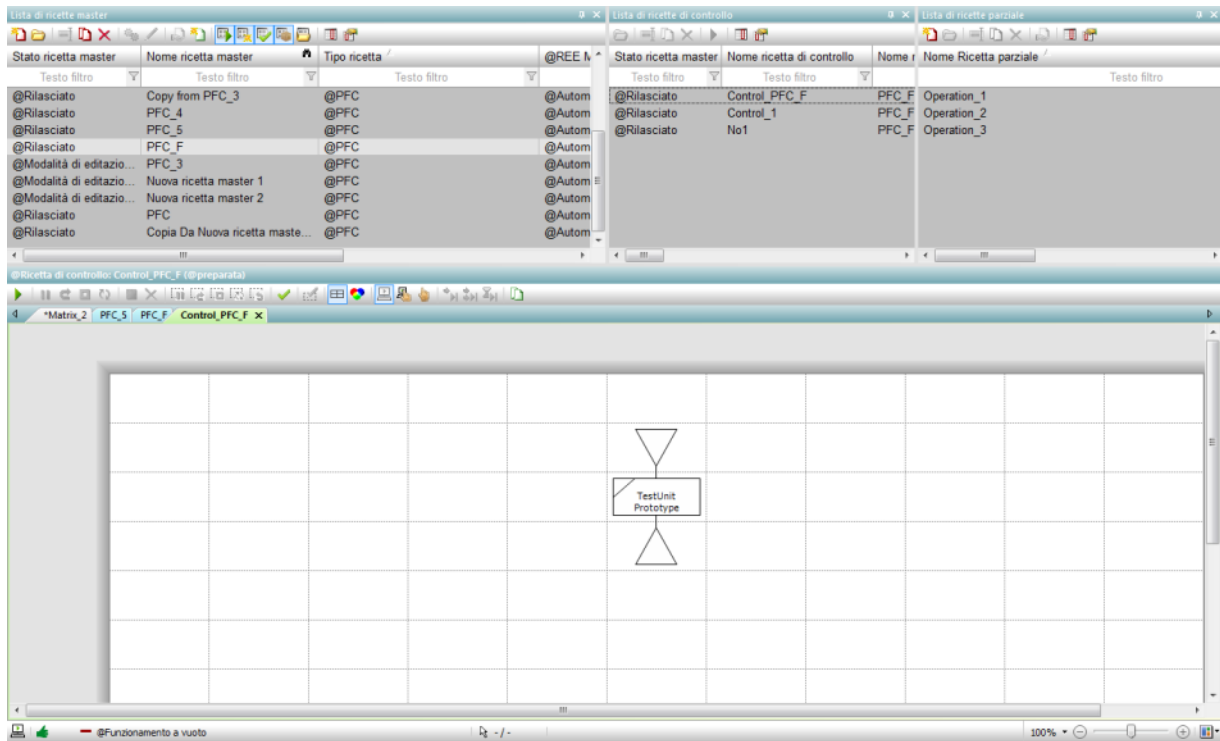 Lista di ricette master
Lista di ricette di controllo
Lista di ricette parziale
Stato ricetta master Nome ricetta master Tipo ricetta @REE M
Stato ricetta master Nome ricetta di controllo Nome r
Nome Ricetta parziale
Testo filtro Testo filtro Testo filtro
Testo filtro Testo filtro
Testo filtro
@Rilasciato Copy from PFC_3 @PFC @Autom
@Rilasciato PFC_4 @PFC @Autom
@Rilasciato PFC_5 @PFC @Autom
@Rilasciato PFC_F @PFC @Autom
@Modalità di editazio... PFC_3 @PFC @Autom
@Modalità di editazio... Nuova ricetta master 1 @PFC @Autom
@Modalità di editazio... Nuova ricetta master 2 @PFC @Autom
@Rilasciato PFC @PFC @Autom
@Rilasciato Copia Da Nuova ricetta maste... @PFC @Autom
@Rilasciato Control_PFC_F PFC_F
@Rilasciato Control_1 PFC_F
@Rilasciato No1 PFC_F
Operation_1
Operation_2
Operation_3
@Ricetta di controllo: Control_PFC_F (@preparata)
*Matrix_2 PFC_5 PFC_F Control_PFC_F
TestUnit
Prototype
@Funzionamento a vuoto - / - 100%